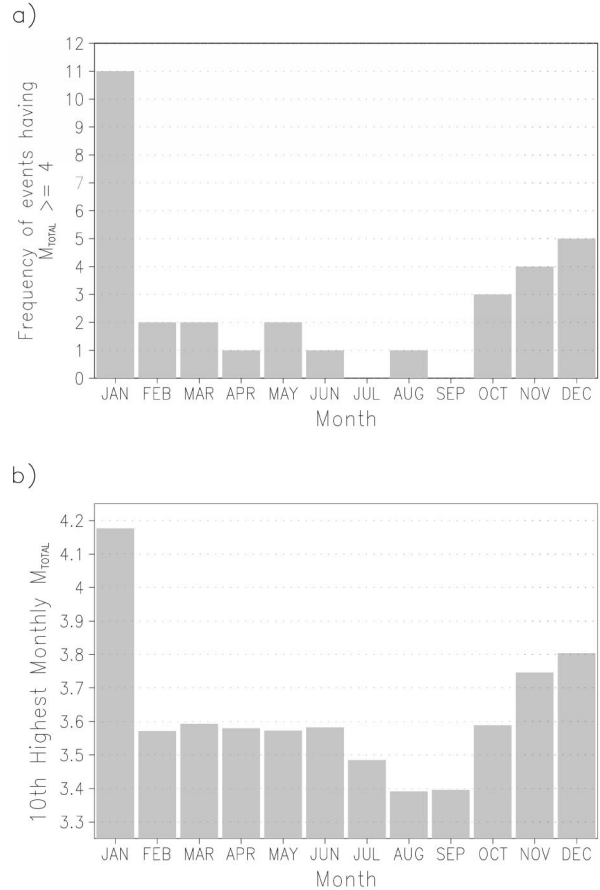 a)
Frequency of events having
M_TOTAL >= 4
12
11
10
9
8
7
6
5
4
3
2
1
0
JAN FEB MAR APR MAY JUN JUL AUG SEP OCT NOV DEC
Month
b)
10th Highest Monthly M_TOTAL
4.2
4.1
4
3.9
3.8
3.7
3.6
3.5
3.4
3.3
JAN FEB MAR APR MAY JUN JUL AUG SEP OCT NOV DEC
Month